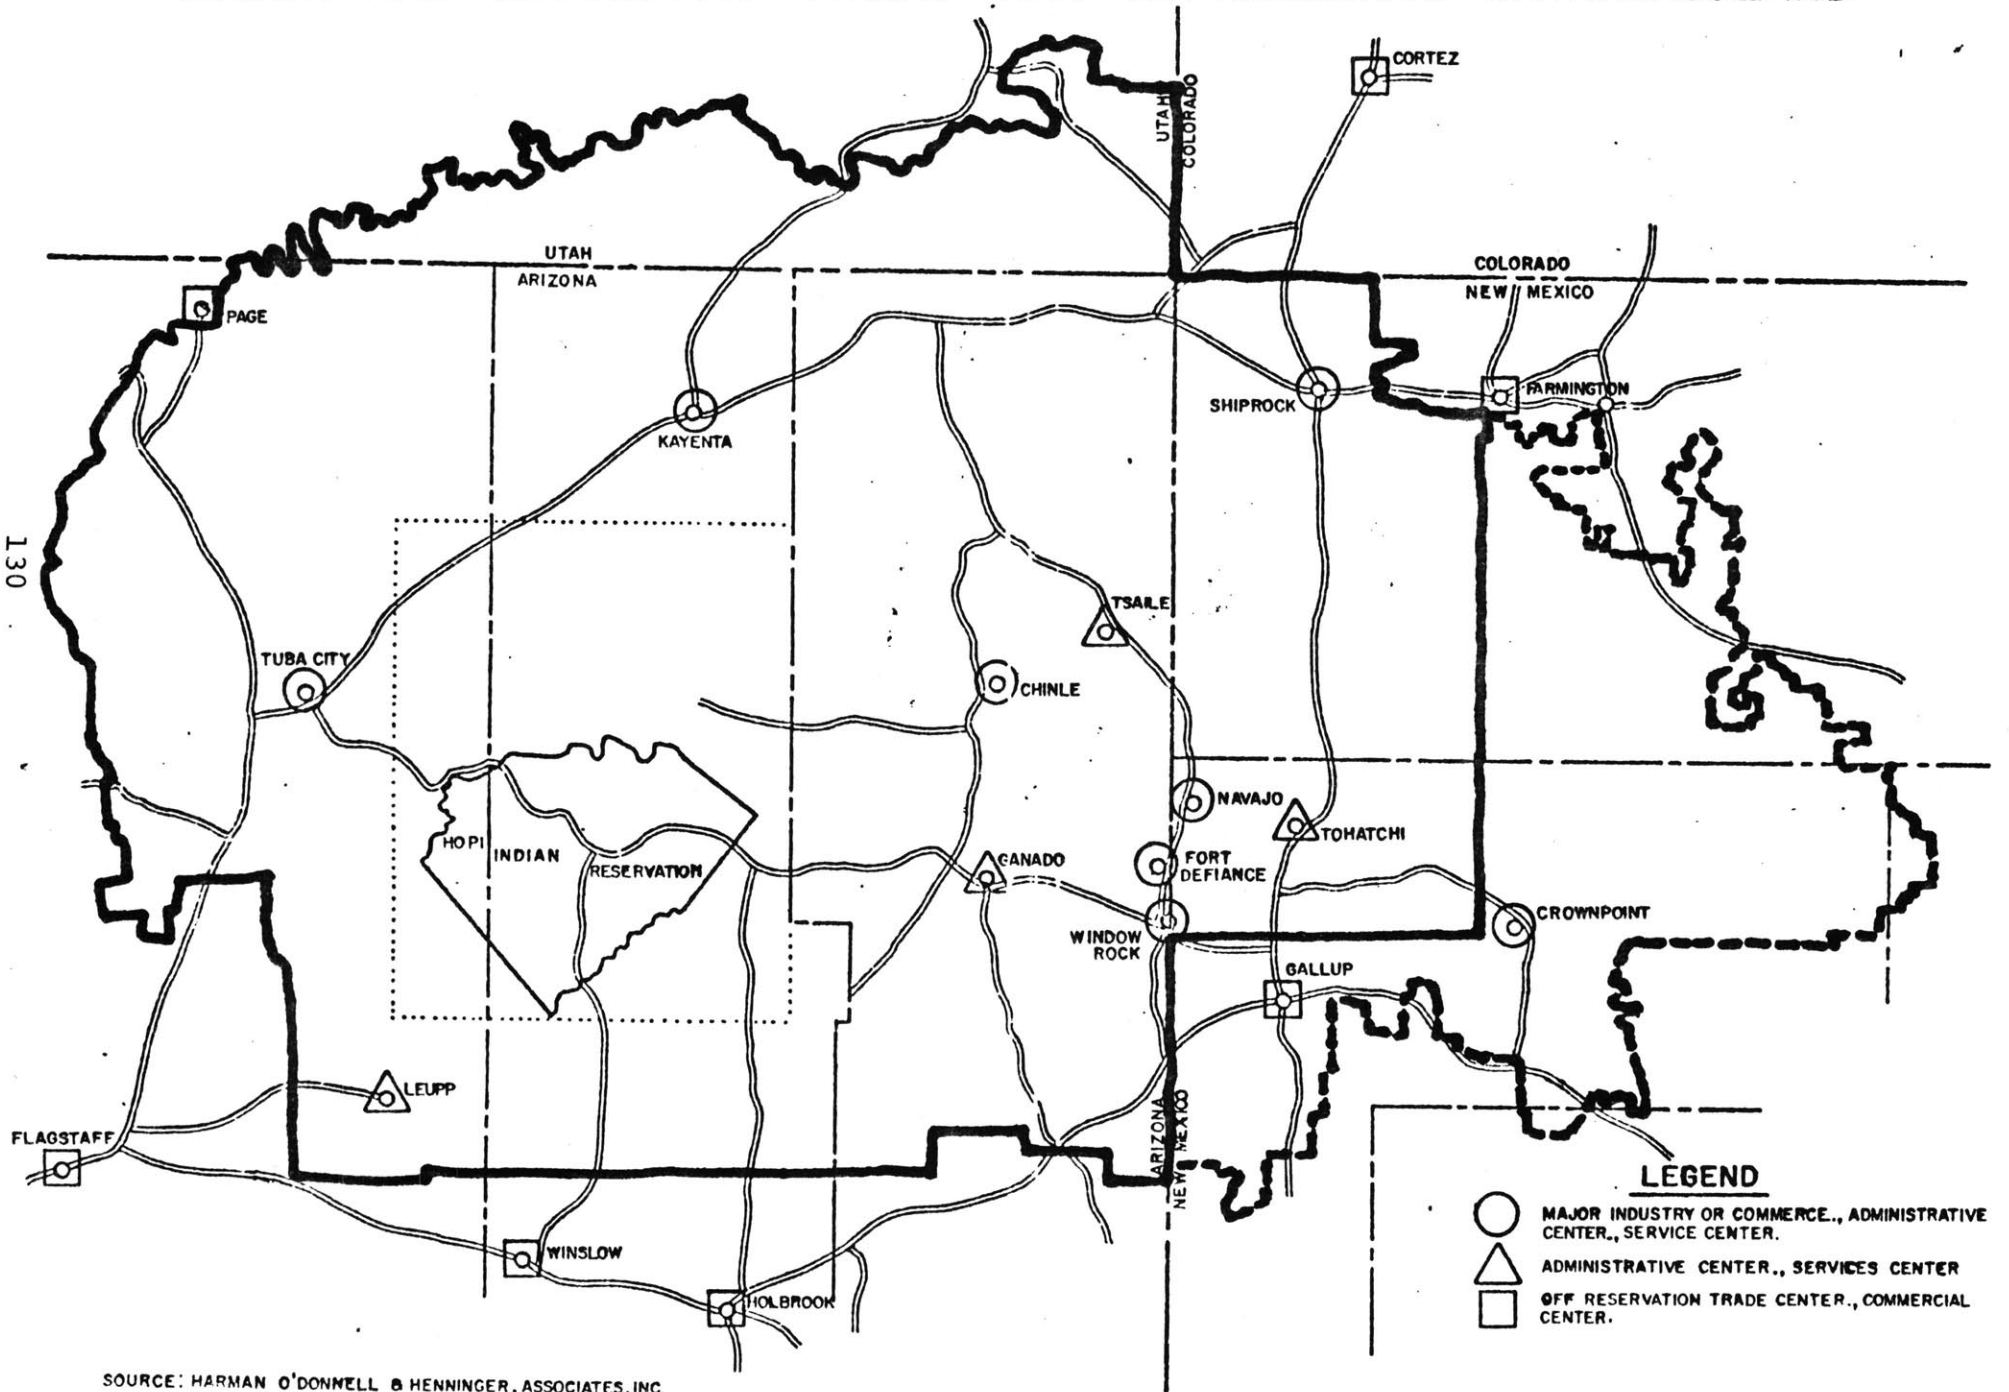 CORTEZ
UTAH
COLORADO
UTAH
ARIZONA
COLORADO
NEW MEXICO
PAGE
FARMINGTON
SHIPROCK
KAYENTA
130
TSAILE
TUBA CITY
CHINLE
NAVAJO
TOHATCHI
HOPI INDIAN
RESERVATION
GANADO
FORT
DEFIANCE
CROWNPOINT
WINDOW
ROCK
GALLUP
LEUPP
ARIZONA
NEW MEXICO
FLAGSTAFF
WINSLOW
HOLBROOK
LEGEND
MAJOR INDUSTRY OR COMMERCE., ADMINISTRATIVE
CENTER., SERVICE CENTER.
ADMINISTRATIVE CENTER., SERVICES CENTER
OFF RESERVATION TRADE CENTER., COMMERCIAL
CENTER.
SOURCE: HARMAN O'DONNELL & HENNINGER, ASSOCIATES, INC